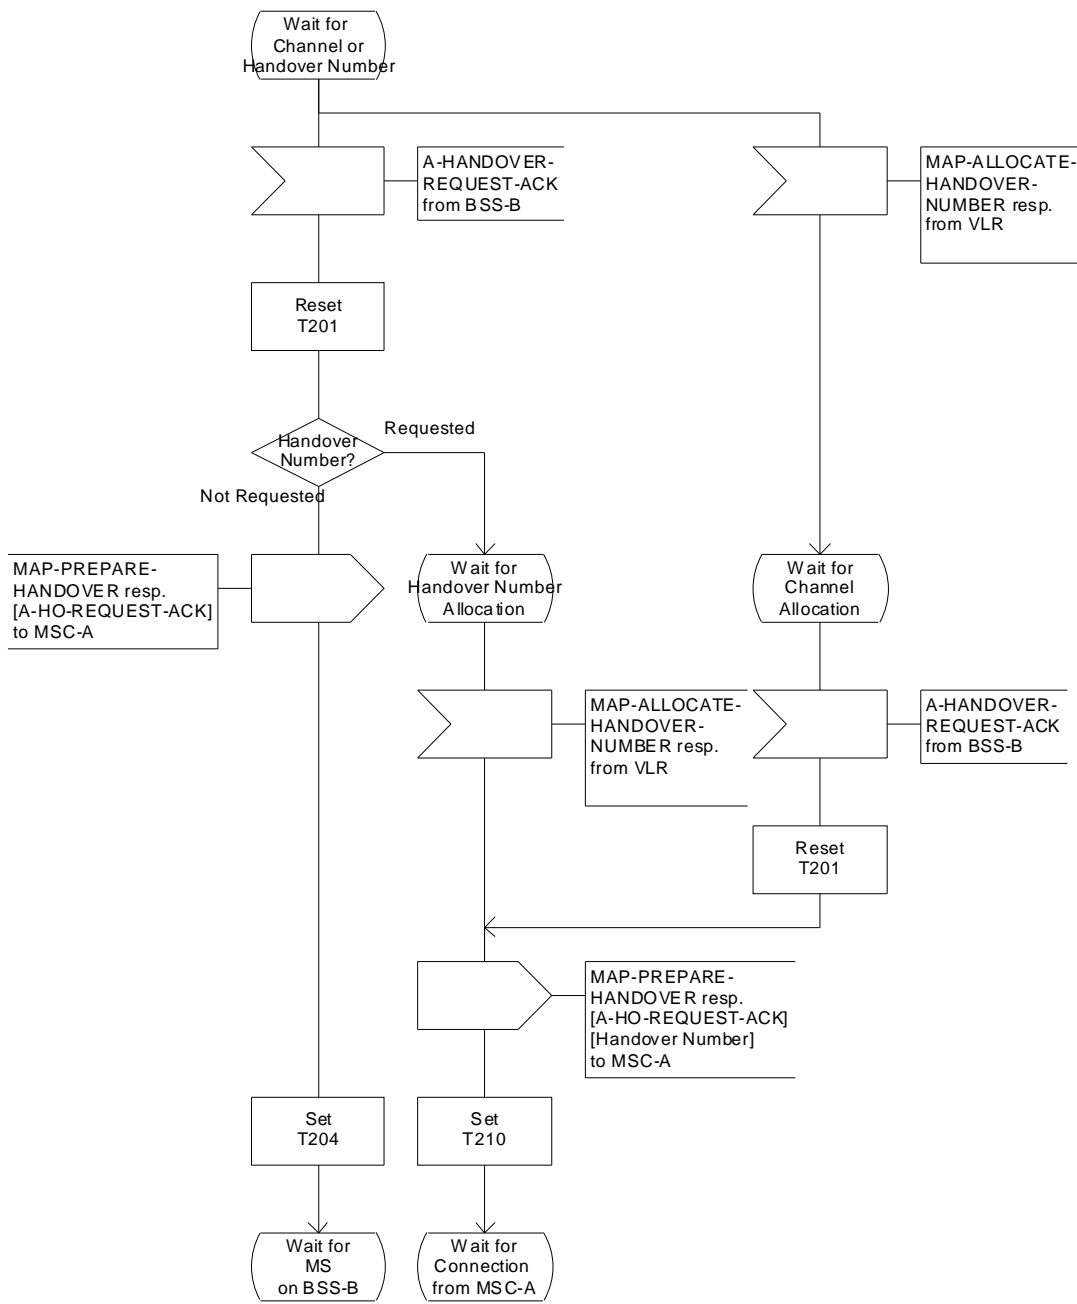 Wait for
Channel or
Handover Number
A-HANDOVER-
REQUEST-ACK
from BSS-B
MAP-ALLOCATE-
HANDOVER-
NUMBER resp.
from VLR
Reset
T201
Handover
Number?
Requested
Not Requested
MAP-PREPARE-
HANDOVER resp.
[A-HO-REQUEST-ACK]
to MSC-A
Wait for
Handover Number
Allocation
Wait for
Channel
Allocation
MAP-ALLOCATE-
HANDOVER-
NUMBER resp.
from VLR
A-HANDOVER-
REQUEST-ACK
from BSS-B
Reset
T201
MAP-PREPARE-
HANDOVER resp.
[A-HO-REQUEST-ACK]
[Handover Number]
to MSC-A
Set
T204
Set
T210
Wait for
MS
on BSS-B
Wait for
Connection
from MSC-A